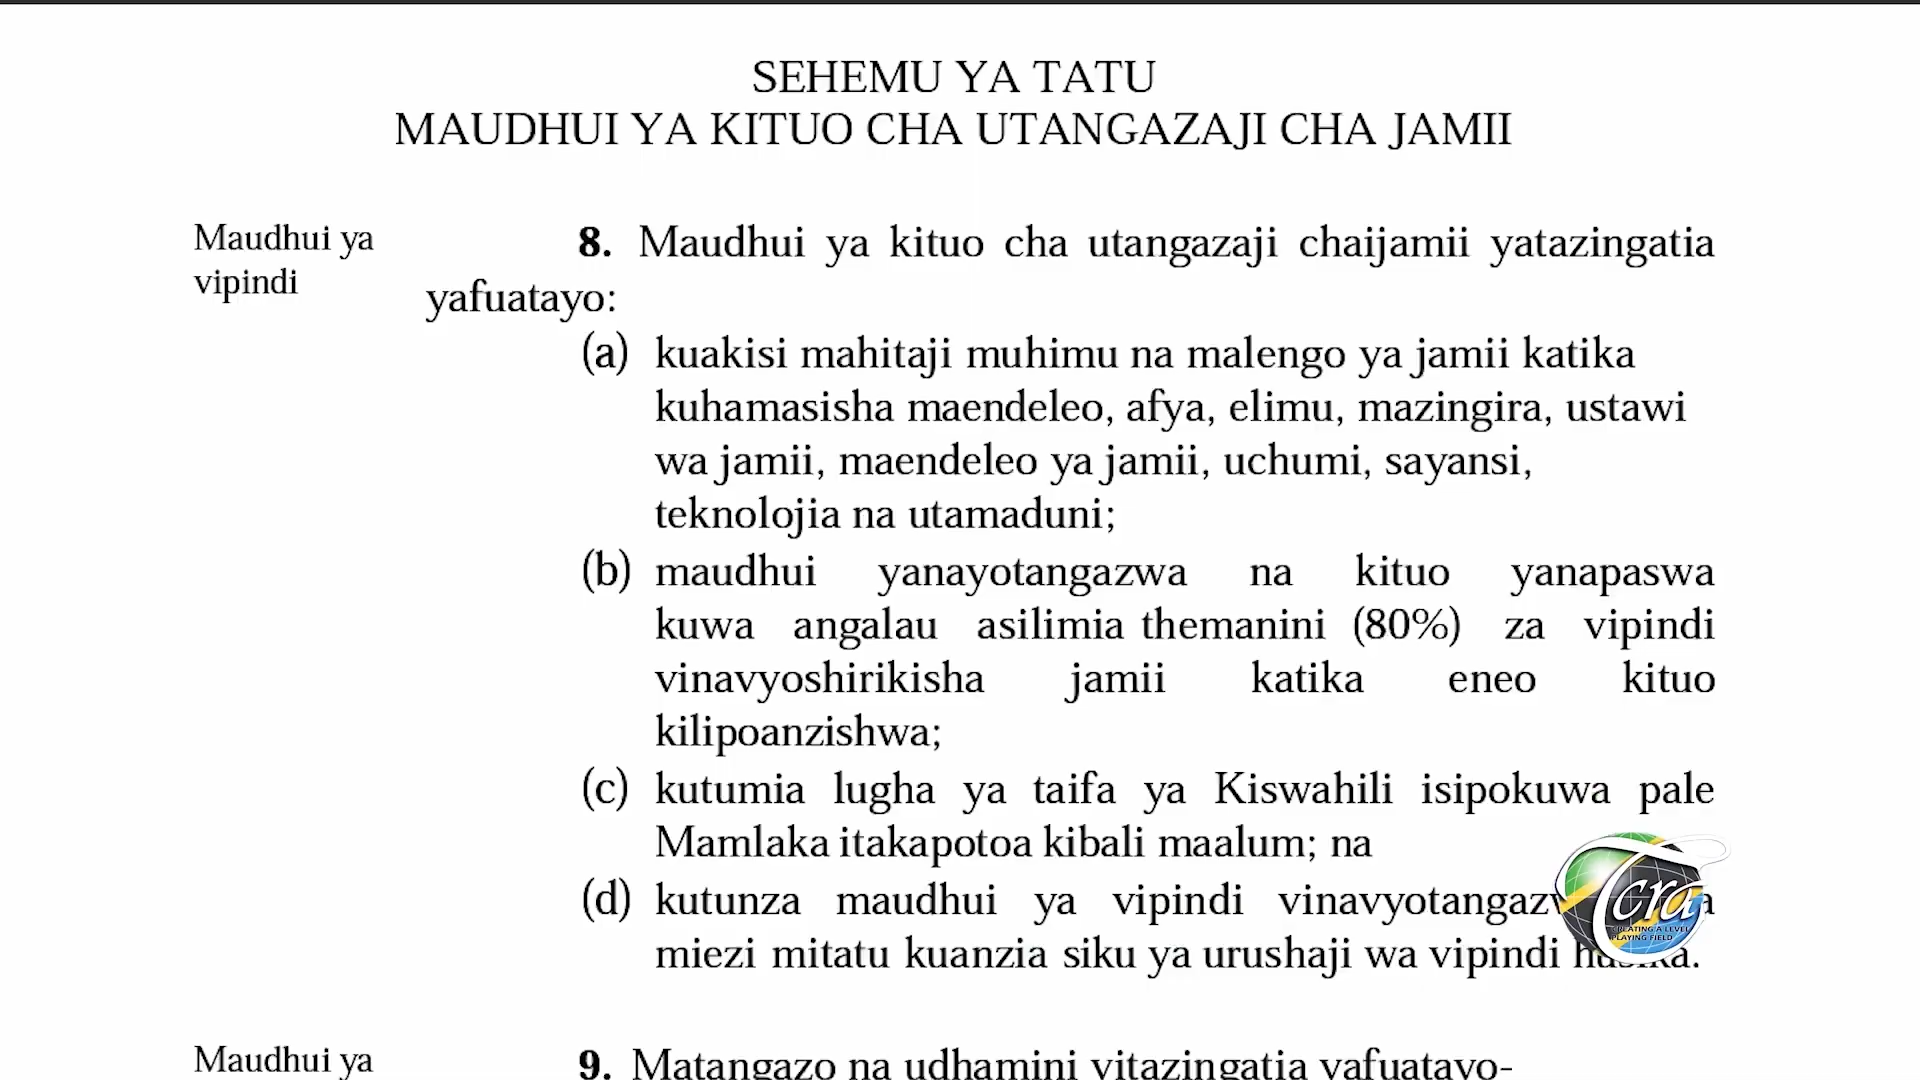 SEHEMU YA TATU
MAUDHUI YA KITUO CHA UTANGAZAJI CHA JAMII
Maudhui ya
vipindi
8. Maudhui ya kituo cha utangazaji chaijamii yatazingatia
yafuatayo:
(a) kuakisi mahitaji muhimu na malengo ya jamii katika
kuhamasisha maendeleo, afya, elimu, mazingira, ustawi
wa jamii, maendeleo ya jamii, uchumi, sayansi,
teknolojia na utamaduni;
(b) maudhui yanayotangazwa na kituo yanapaswa
kuwa angalau asilimia themanini (80%) za vipindi
vinavyoshirikisha jamii katika eneo kituo
kilipoanzishwa;
(c) kutumia lugha ya taifa ya Kiswahili isipokuwa pale
Mamlaka itakapotoa kibali maalum; na
(d) kutunza maudhui ya vipindi
miezi mitatu kuanzia siku ya urushaji wa vipindi
tcra
CREATING A LEVEL
PLAYING FIELD
Maudhui ya
9. Matangazo na udhamini vitazingatia yafuatayo-